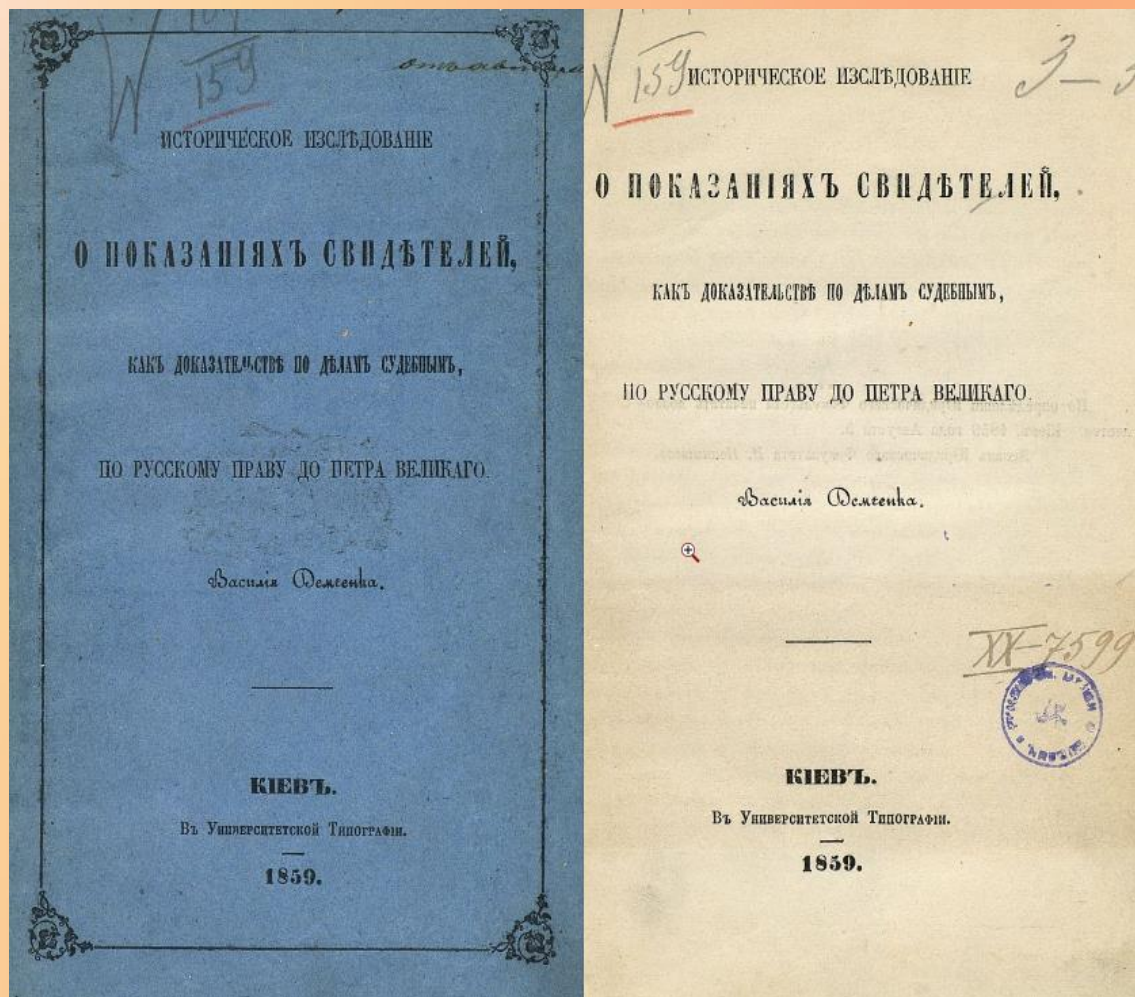 159
ИСТОРИЧЕСКОЕ ИЗСЛѢДОВАНІЕ
О ПОКАЗАНІЯХЪ СВИДѢТЕЛЕЙ,
КАКЪ ДОКАЗАТЕЛЬСТВѢ ПО ДѢЛАМЪ СУДЕБНЫМЪ,
ПО РУССКОМУ ПРАВУ ДО ПЕТРА ВЕЛИКАГО.
Василія Демченка.
КІЕВЪ.
Въ Университетской Типографіи.
1859.
159
ИСТОРИЧЕСКОЕ ИЗСЛѢДОВАНІЕ
О ПОКАЗАНІЯХЪ СВИДѢТЕЛЕЙ,
КАКЪ ДОКАЗАТЕЛЬСТВѢ ПО ДѢЛАМЪ СУДЕБНЫМЪ,
ПО РУССКОМУ ПРАВУ ДО ПЕТРА ВЕЛИКАГО.
Василія Демченка.
XX-7599
КІЕВЪ.
Въ Университетской Типографіи.
1859.